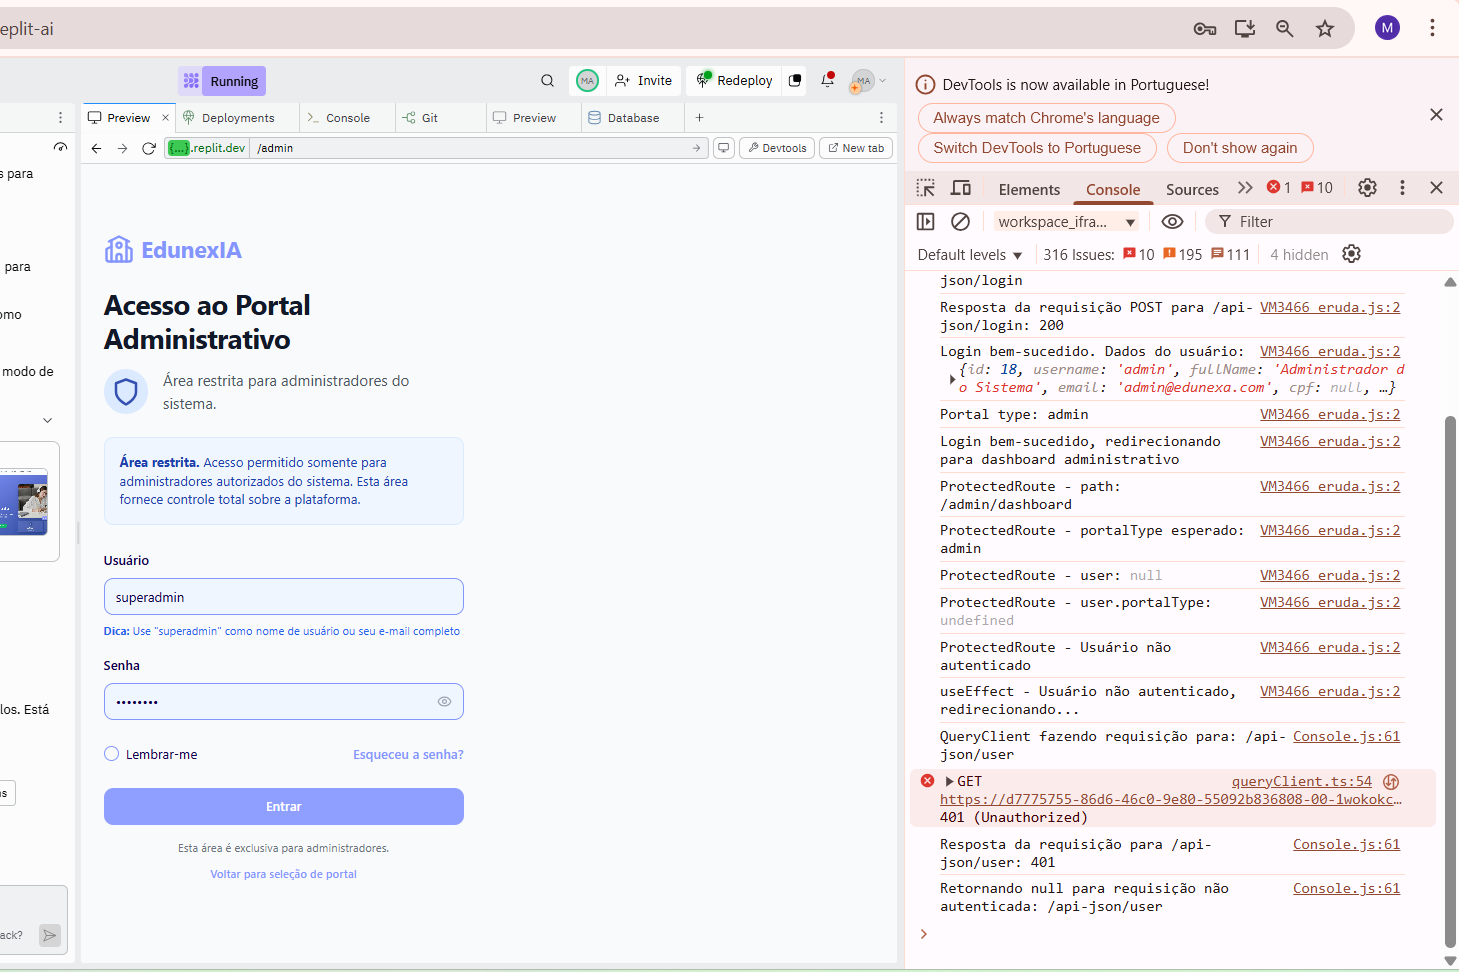 eplit-ai
M
Running
MA
Invite
Redeploy
MA
Preview
Deployments
Console
Git
Preview
Database
{...}.replit.dev
/admin
Devtools
New tab
s para
para
omo
modo de
los. Está
as
ack?
EdunexIA
Acesso ao Portal
Administrativo
Área restrita para administradores do
sistema.
Área restrita. Acesso permitido somente para
administradores autorizados do sistema. Esta área
fornece controle total sobre a plataforma.
Usuário
superadmin
Dica: Use "superadmin" como nome de usuário ou seu e-mail completo
Senha
••••••••
Lembrar-me
Esqueceu a senha?
Entrar
Esta área é exclusiva para administradores.
Voltar para seleção de portal
DevTools is now available in Portuguese!
Always match Chrome's language
Switch DevTools to Portuguese
Don't show again
Elements
Console
Sources
1
10
workspace_ifra...
Filter
Default levels
316 Issues:
10
195
111
4 hidden
json/login
Resposta da requisição POST para /api-
json/login: 200
VM3466 eruda.js:2
Login bem-sucedido. Dados do usuário:
VM3466 eruda.js:2
{id: 18, username: 'admin', fullName: 'Administrador d
o Sistema', email: 'admin@edunexa.com', cpf: null, …}
Portal type: admin
VM3466 eruda.js:2
Login bem-sucedido, redirecionando
para dashboard administrativo
VM3466 eruda.js:2
ProtectedRoute - path:
/admin/dashboard
VM3466 eruda.js:2
ProtectedRoute - portalType esperado:
admin
VM3466 eruda.js:2
ProtectedRoute - user: null
VM3466 eruda.js:2
ProtectedRoute - user.portalType:
undefined
VM3466 eruda.js:2
ProtectedRoute - Usuário não
autenticado
VM3466 eruda.js:2
useEffect - Usuário não autenticado,
redirecionando...
VM3466 eruda.js:2
QueryClient fazendo requisição para: /api-
json/user
Console.js:61
GET
queryClient.ts:54
https://d7775755-86d6-46c0-9e80-55092b836808-00-1wokokc…
401 (Unauthorized)
Resposta da requisição para /api-
json/user: 401
Console.js:61
Retornando null para requisição não
autenticada: /api-json/user
Console.js:61